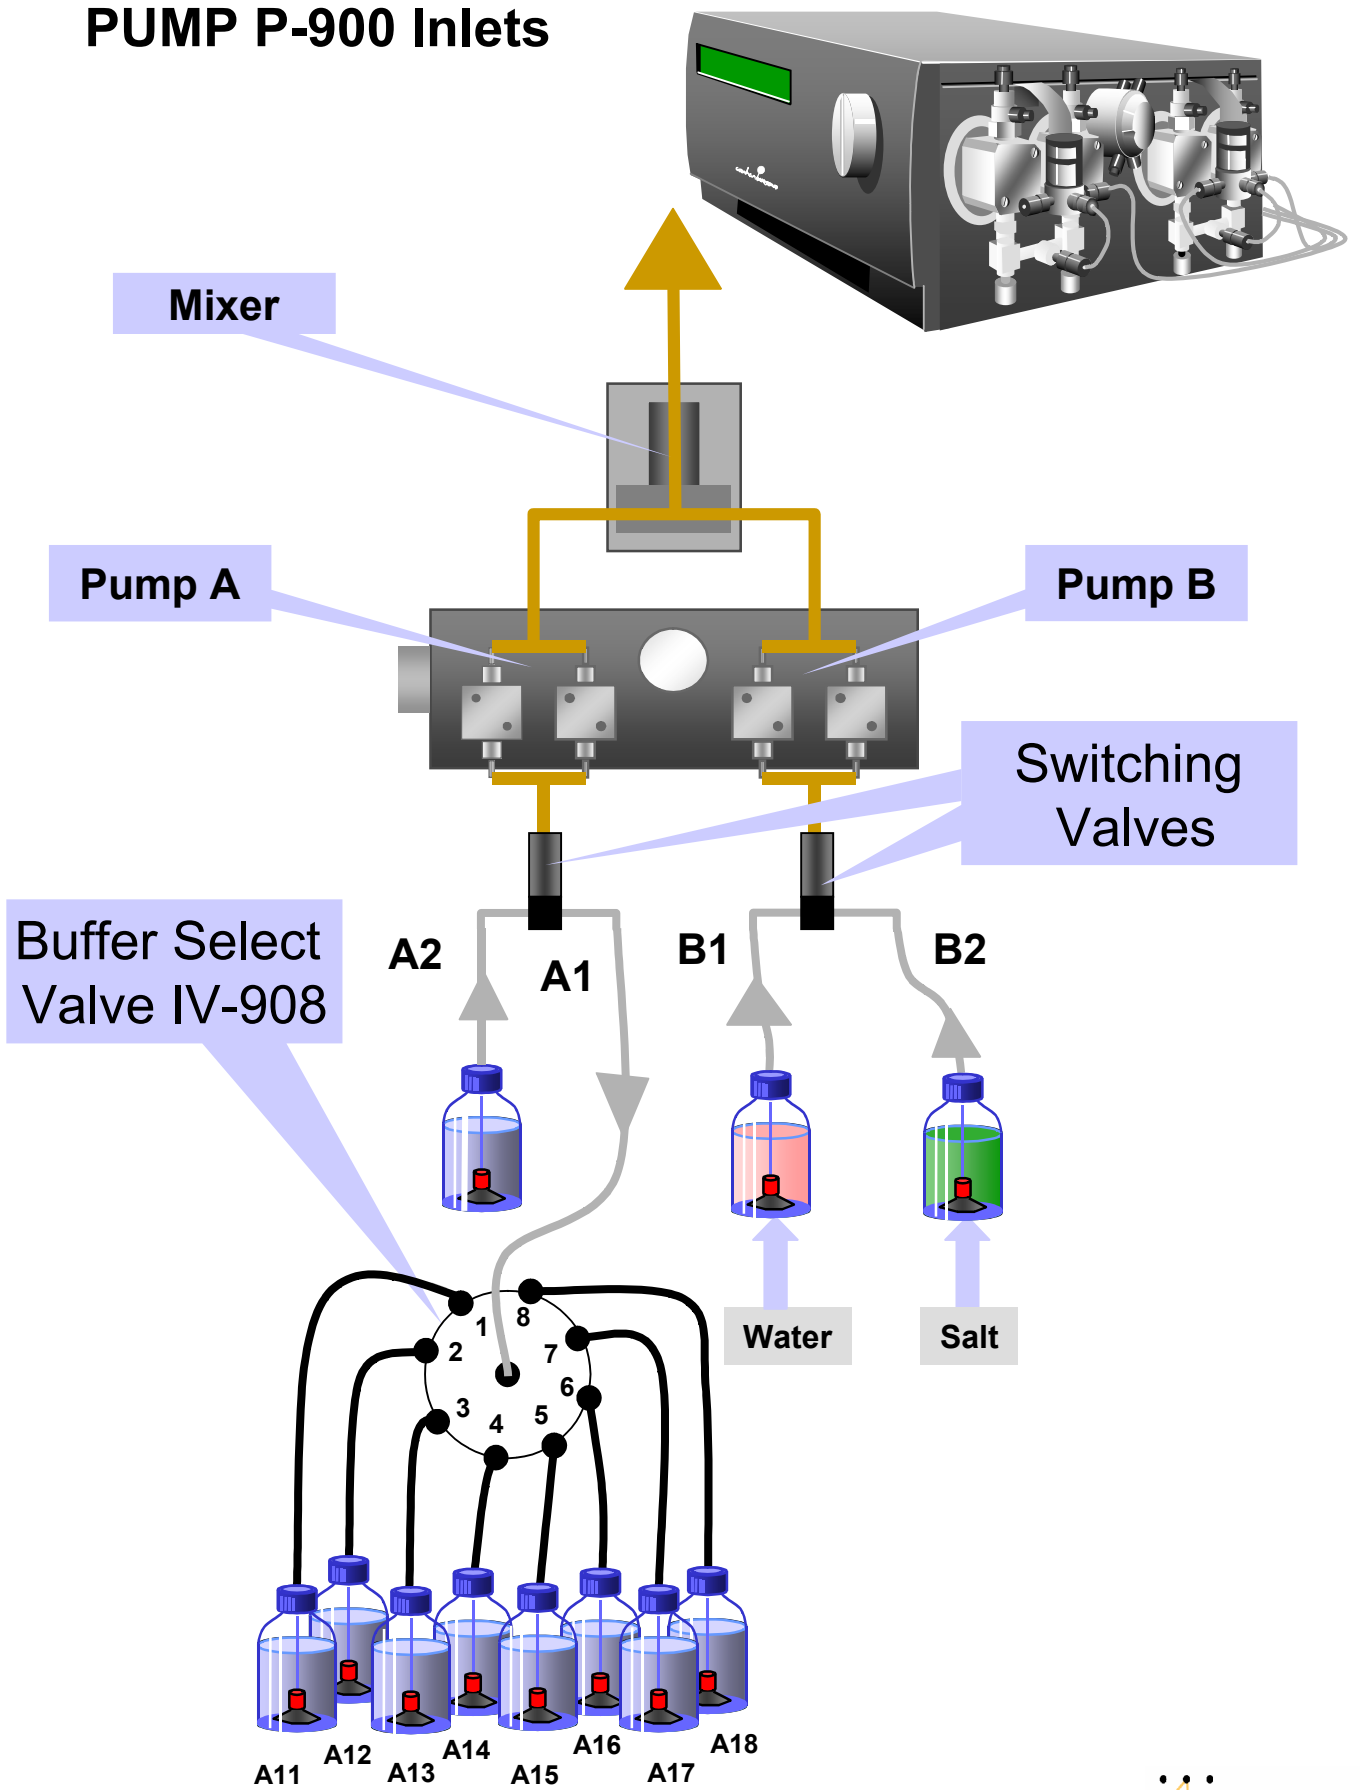 PUMP P-900 Inlets
Mixer
Pump A
Pump B
Switching
Valves
Buffer Select
Valve IV-908
A2
A1
B1
B2
Water
Salt
1
8
2
7
3
6
4
5
A11
A12
A13
A14
A15
A16
A17
A18